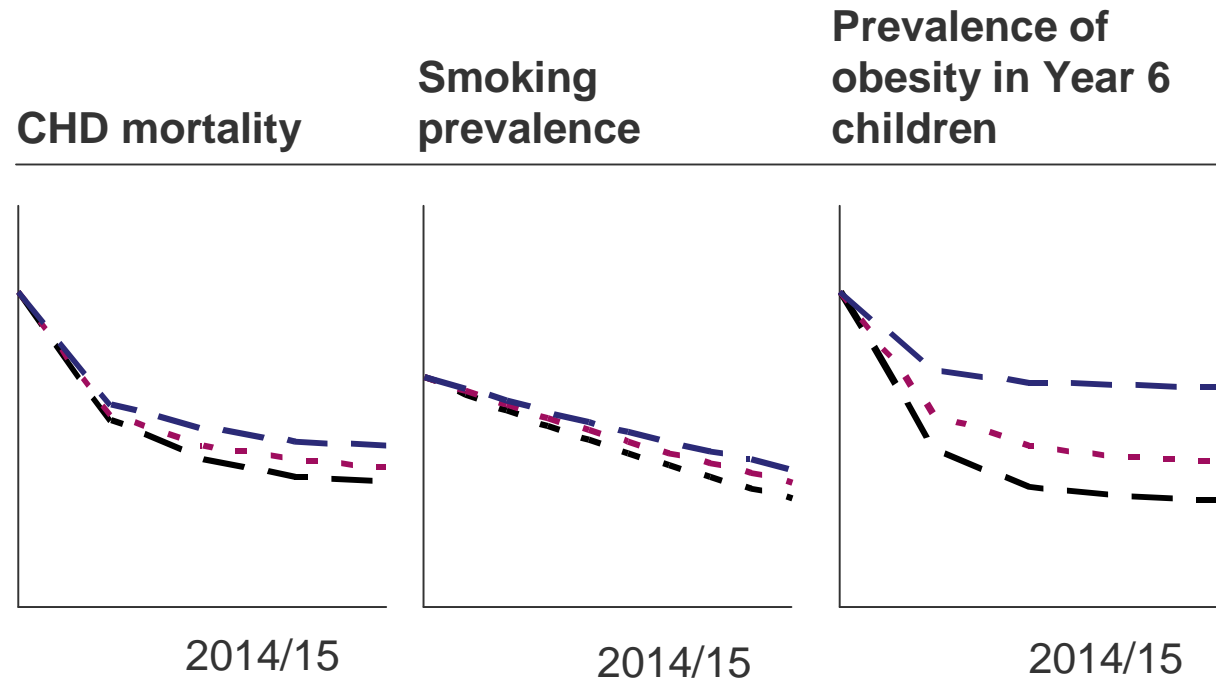 CHD mortality
Smoking
prevalence
Prevalence of
obesity in Year 6
children
2014/15
2014/15
2014/15